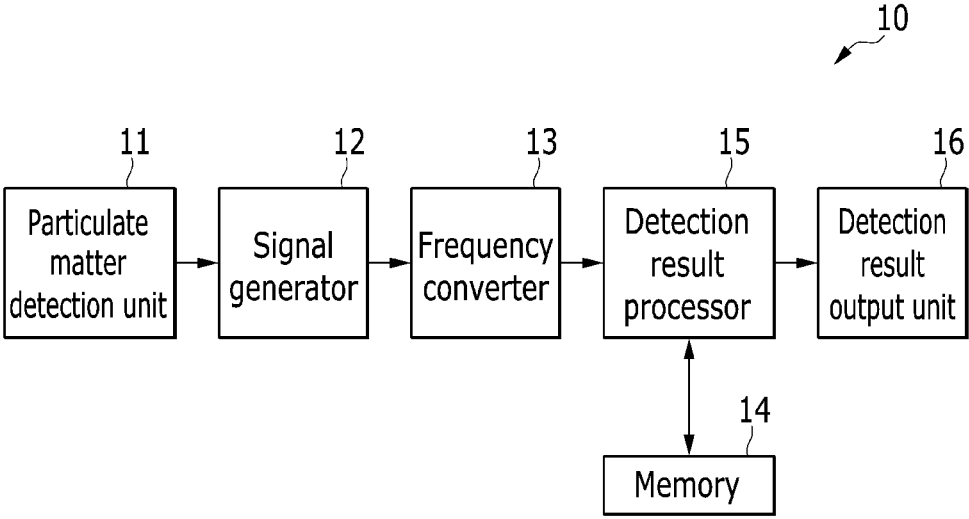 10
11
12
13
15
16
Particulate
matter
detection unit
Signal
generator
Frequency
converter
Detection
result
processor
Detection
result
output unit
14
Memory